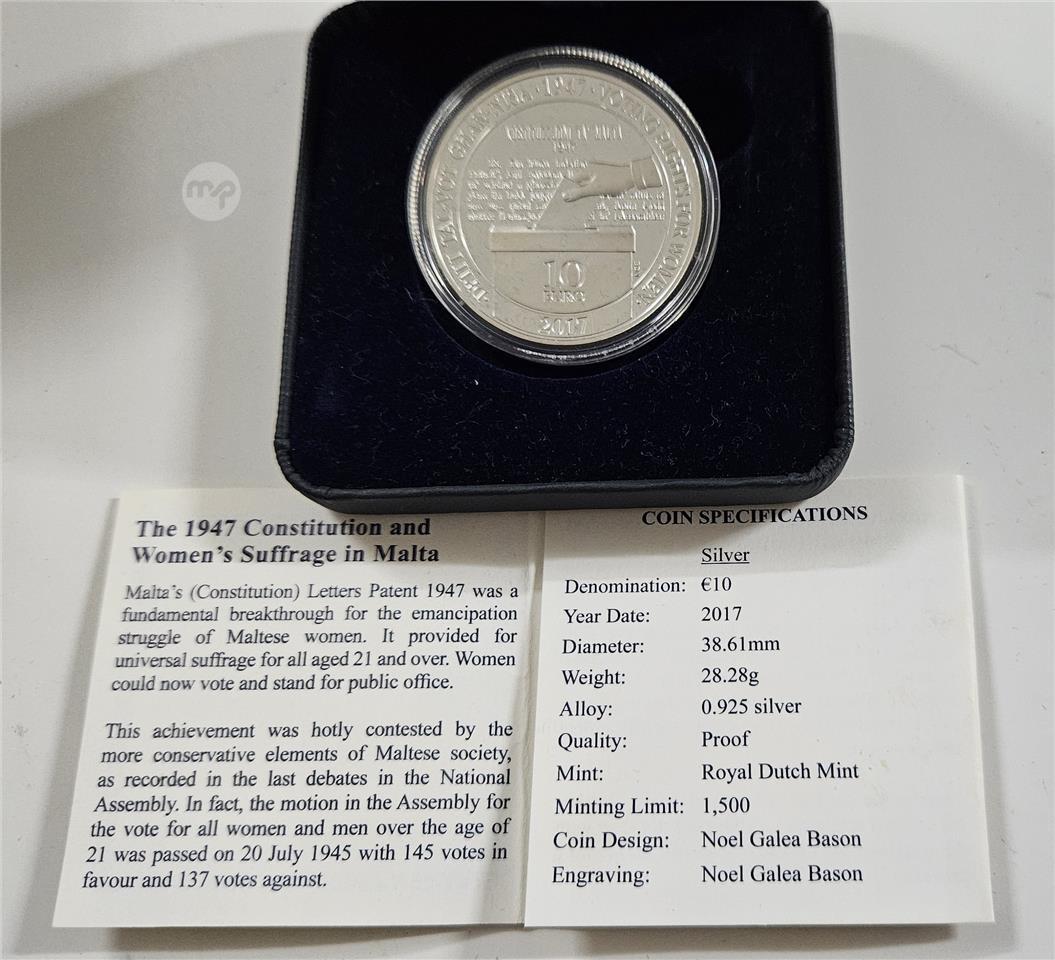 mp
· 1947 · VOTING RIGHTS FOR WOMEN
1947
10
EURO
2017
The 1947 Constitution and
Women's Suffrage in Malta
Malta's (Constitution) Letters Patent 1947 was a
fundamental breakthrough for the emancipation
struggle of Maltese women. It provided for
universal suffrage for all aged 21 and over. Women
could now vote and stand for public office.
This achievement was hotly contested by the
more conservative elements of Maltese society,
as recorded in the last debates in the National
Assembly. In fact, the motion in the Assembly for
the vote for all women and men over the age of
21 was passed on 20 July 1945 with 145 votes in
favour and 137 votes against.
COIN SPECIFICATIONS
Silver
Denomination: €10
Year Date: 2017
Diameter: 38.61mm
Weight: 28.28g
Alloy: 0.925 silver
Quality: Proof
Mint: Royal Dutch Mint
Minting Limit: 1,500
Coin Design: Noel Galea Bason
Engraving: Noel Galea Bason